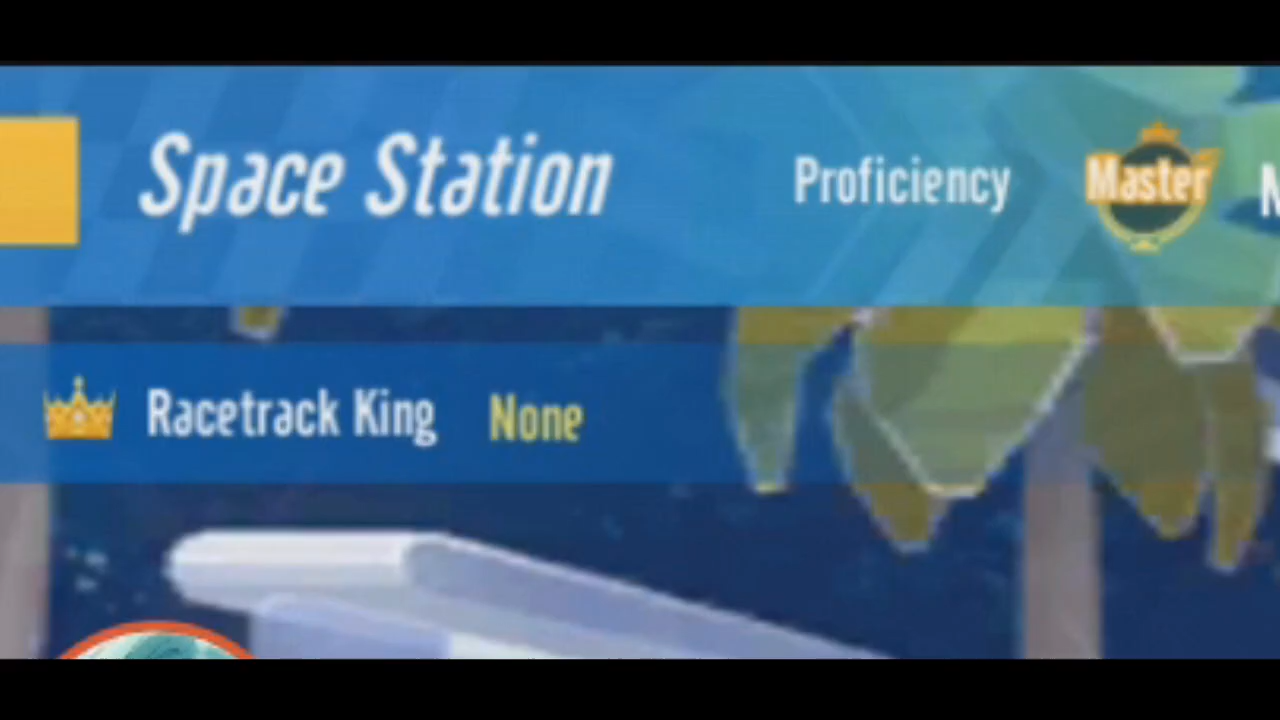 Space Station
Proficiency
Master
Racetrack King
None